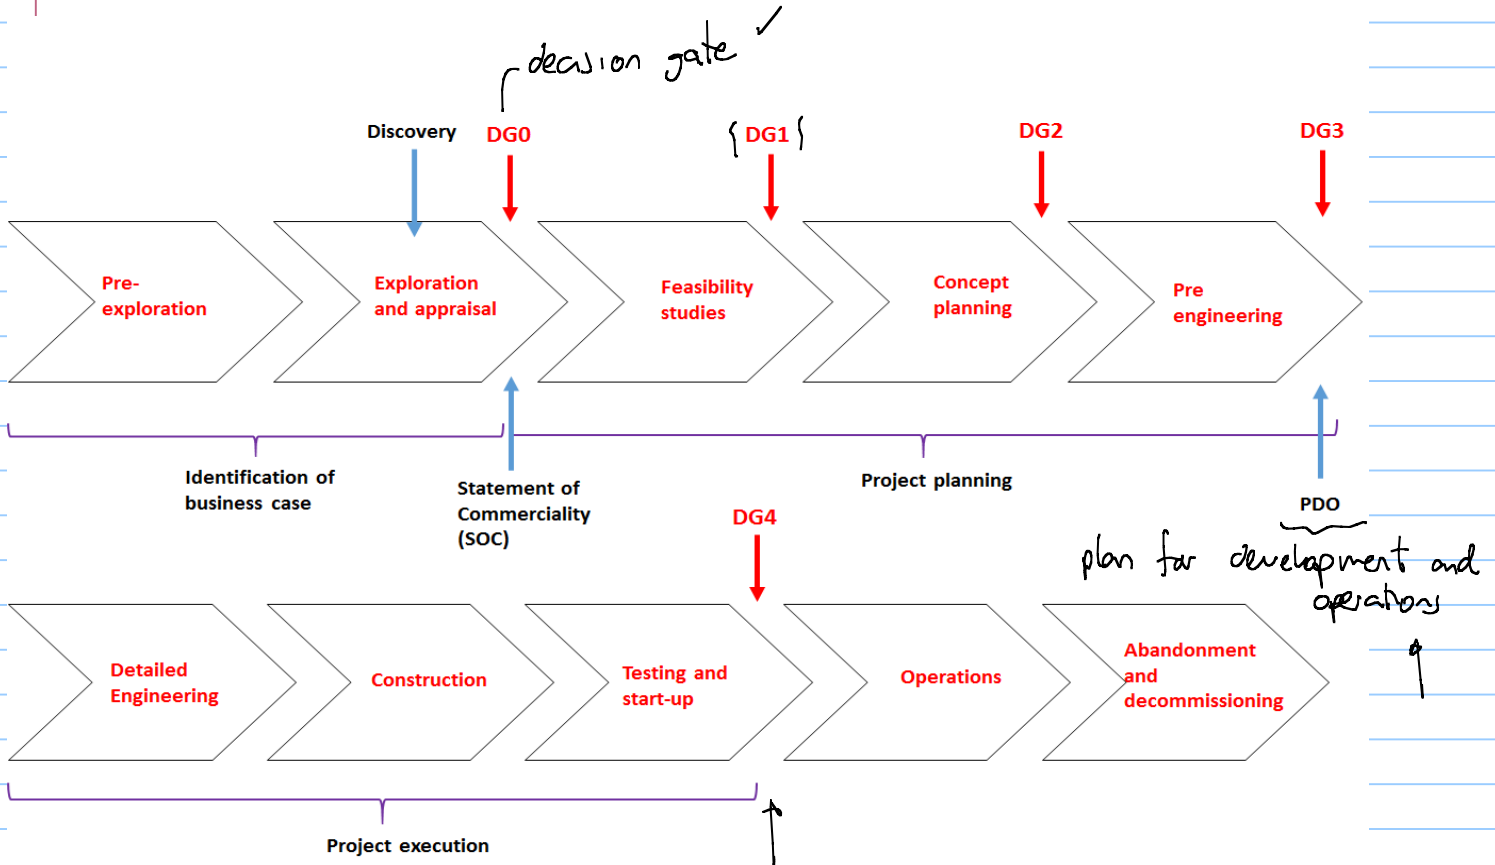 decision gate ✓
Discovery
DG0
{ DG1 }
DG2
DG3
Pre-
exploration
Exploration
and appraisal
Feasibility
studies
Concept
planning
Pre
engineering
Identification of
business case
Statement of
Commerciality
(SOC)
Project planning
PDO
plan for development and
operations
DG4
Detailed
Engineering
Construction
Testing and
start-up
Operations
Abandonment
and
decommissioning
Project execution